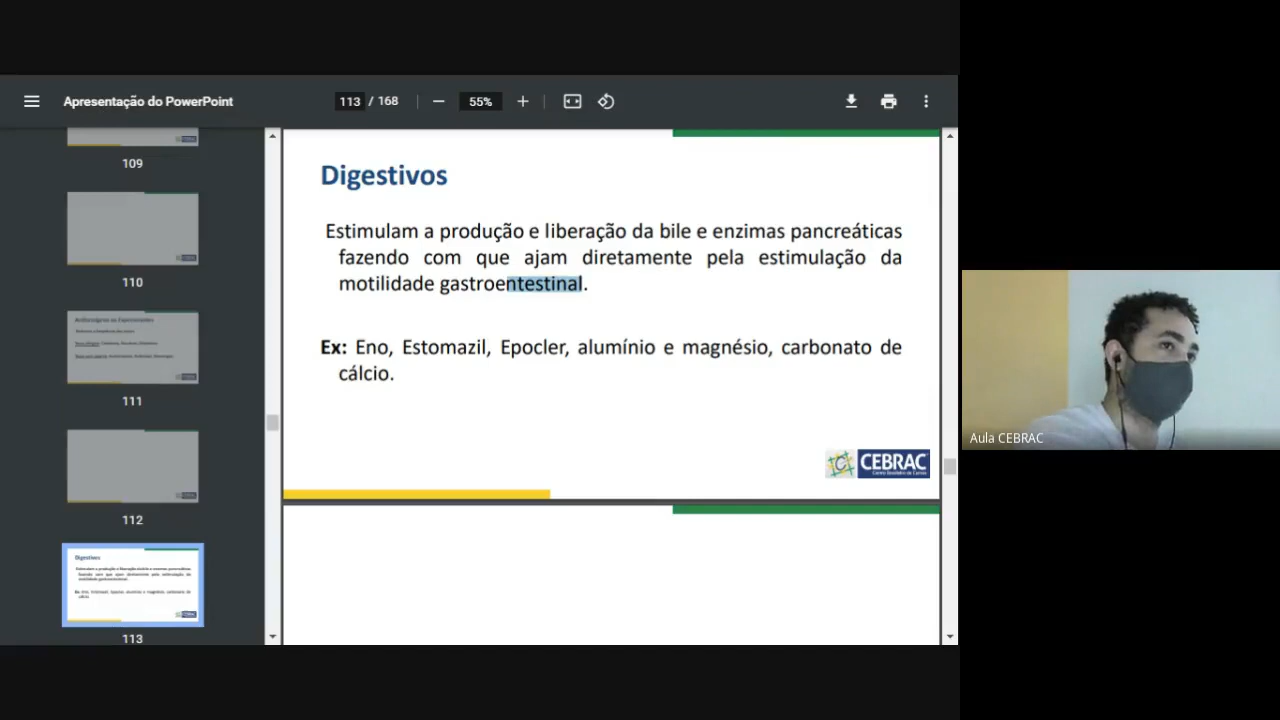 Apresentação do PowerPoint
113 / 168
55%
109
110
111
112
Digestivos
113
Digestivos
Estimulam a produção e liberação da bile e enzimas pancreáticas
fazendo com que ajam diretamente pela estimulação da
motilidade gastroentestinal.
Ex: Eno, Estomazil, Epocler, alumínio e magnésio, carbonato de
cálcio.
CEBRAC
Aula CEBRAC